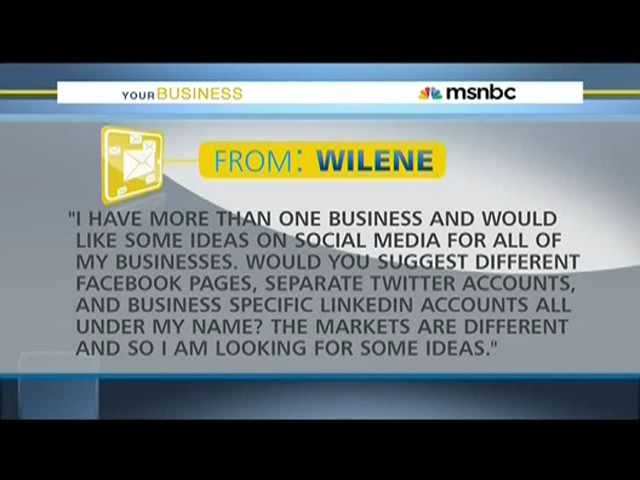 YOUR BUSINESS msnbc
FROM: WILENE
"I HAVE MORE THAN ONE BUSINESS AND WOULD
LIKE SOME IDEAS ON SOCIAL MEDIA FOR ALL OF
MY BUSINESSES. WOULD YOU SUGGEST DIFFERENT
FACEBOOK PAGES, SEPARATE TWITTER ACCOUNTS,
AND BUSINESS SPECIFIC LINKEDIN ACCOUNTS ALL
UNDER MY NAME? THE MARKETS ARE DIFFERENT
AND SO I AM LOOKING FOR SOME IDEAS."